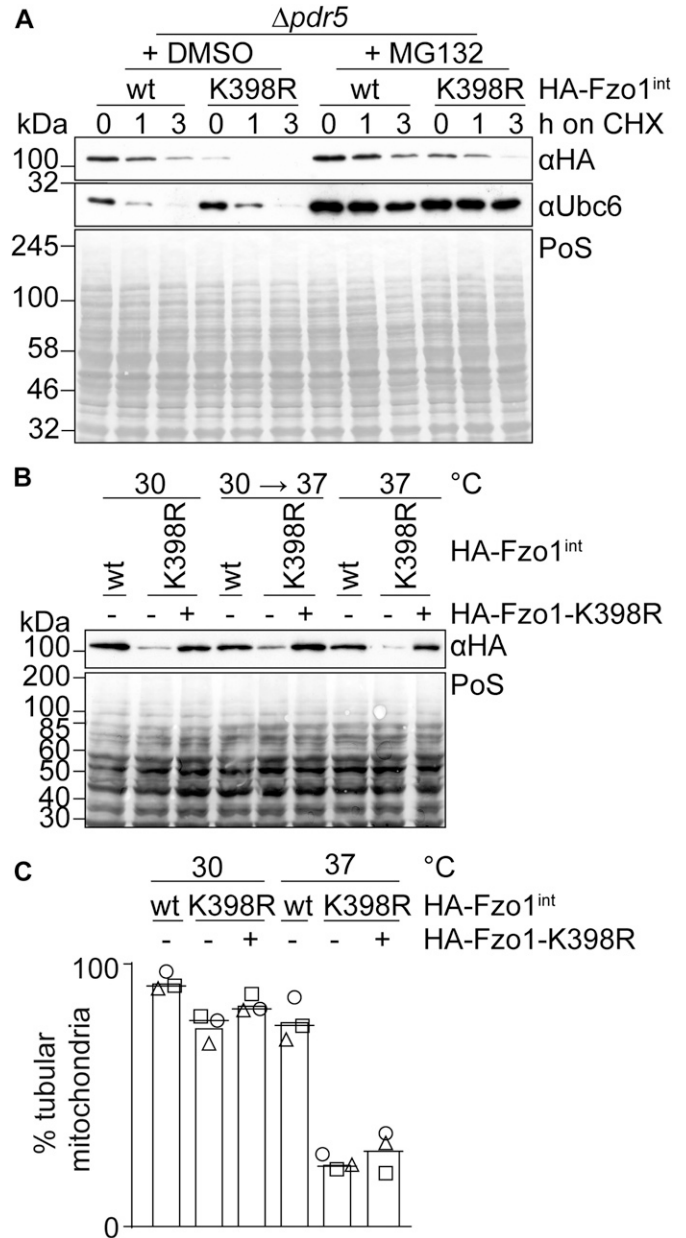 A
Δpdr5
+ DMSO + MG132
wt K398R wt K398R HA-Fzo1int
kDa 0 1 3 0 1 3 0 1 3 0 1 3 h on CHX
100 αHA
32
αUbc6
245 PoS
100
58
46
32
B
30 30 → 37 37 °C
wt K398R wt K398R wt K398R HA-Fzo1int
- - + - - + - - + HA-Fzo1-K398R
kDa
100 αHA
200 PoS
100
85
60
50
40
30
C
30 37 °C
wt K398R wt K398R HA-Fzo1int
- - + - - + HA-Fzo1-K398R
100
% tubular
mitochondria
0